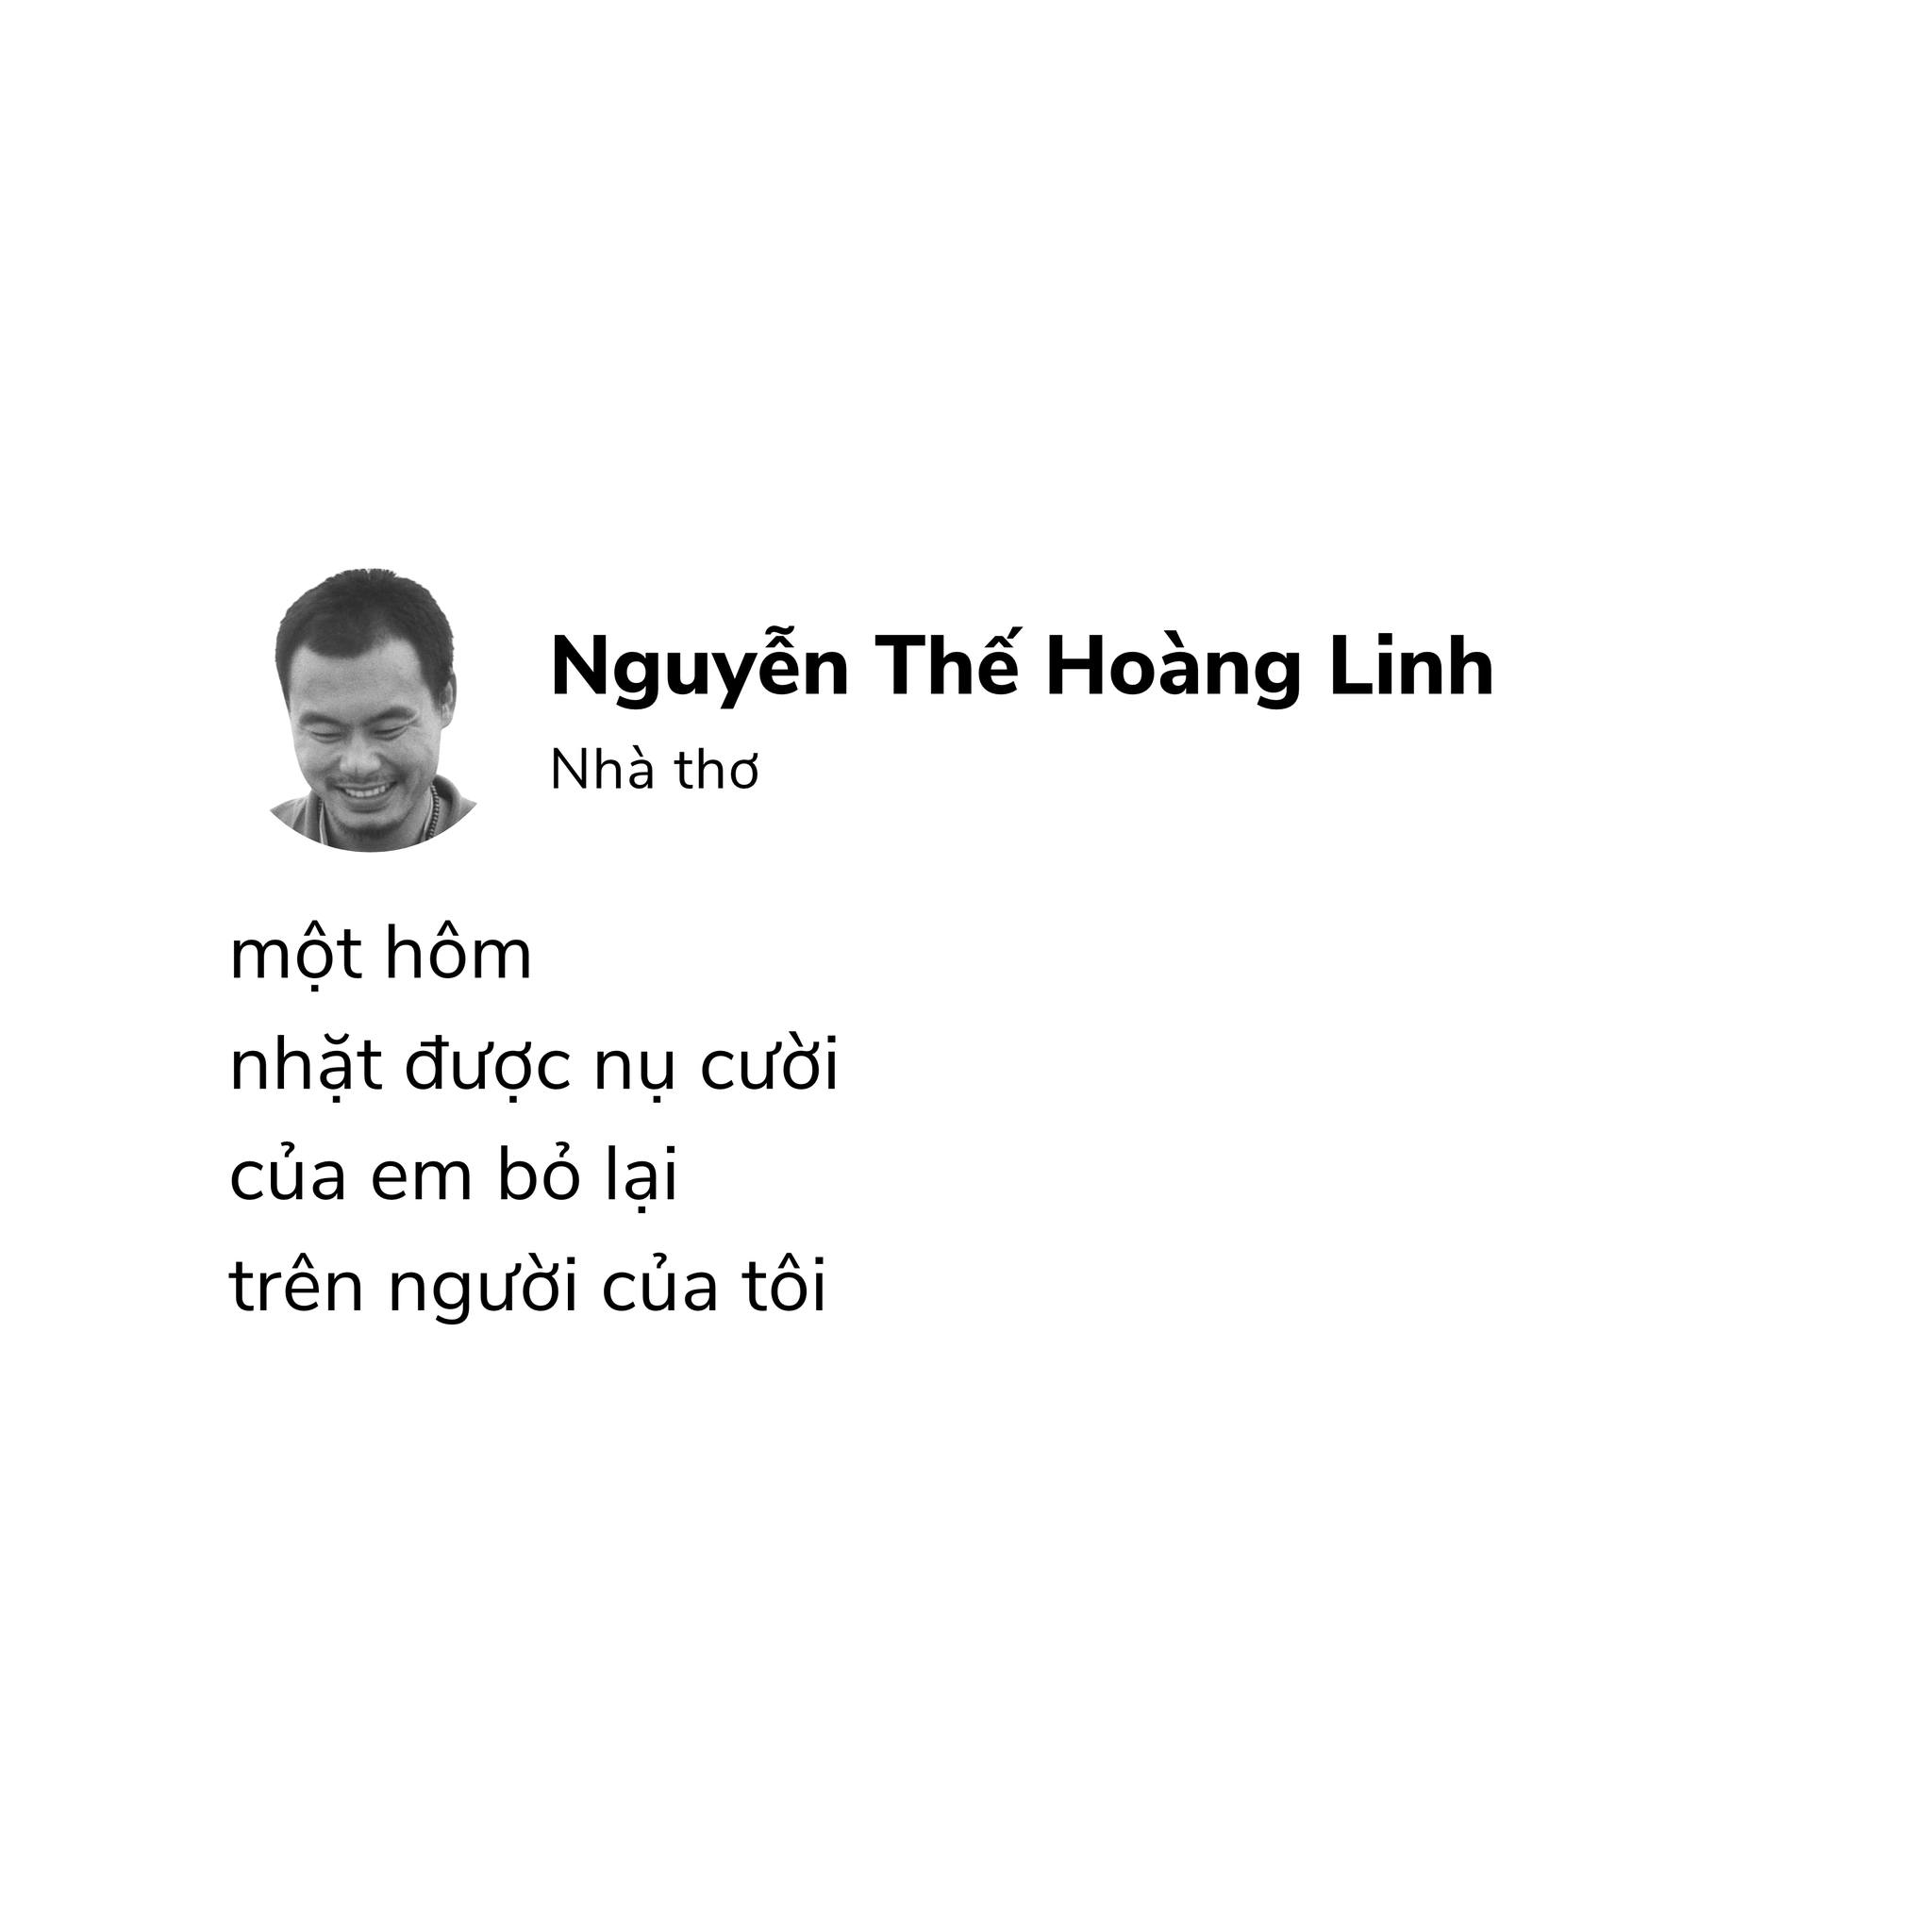 Nguyễn Thế Hoàng Linh
Nhà thơ
một hôm
nhặt được nụ cười
của em bỏ lại
trên người của tôi